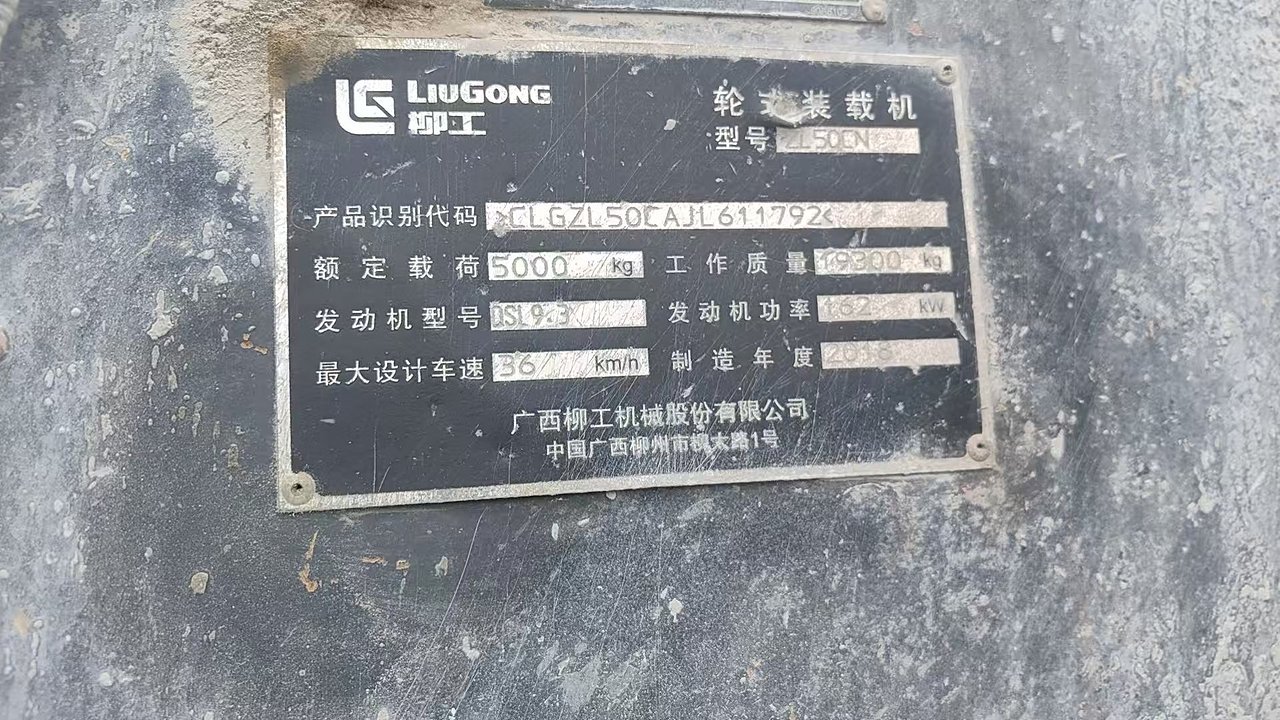 LIUGONG
柳工
轮式装载机
型号 ZL50CN
产品识别代码 >CLGZL50CAJL611792<
额定载荷 5000 kg 工作质量 19300 kg
发动机型号 QSL9.3 发动机功率 162 kW
最大设计车速 36 km/h 制造年度 2018
广西柳工机械股份有限公司
中国广西柳州市柳太路1号